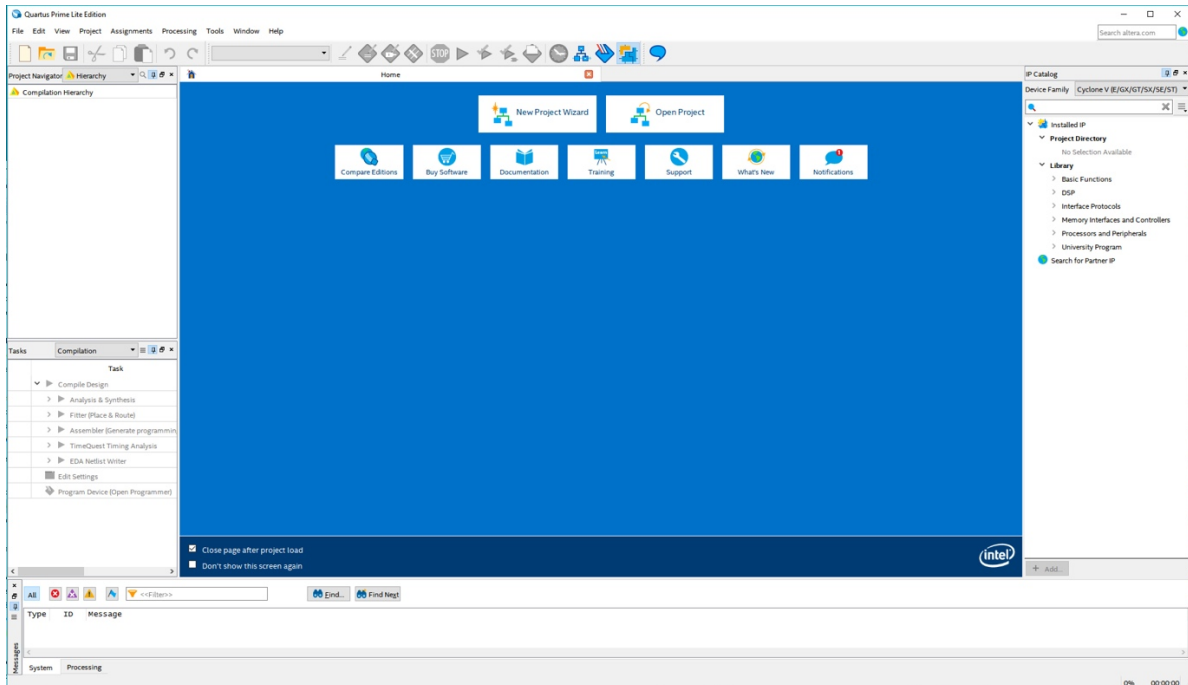 Quartus Prime Lite Edition
File Edit View Project Assignments Processing Tools Window Help
Search altera.com
STOP
Project Navigator Hierarchy
Home
IP Catalog
Compilation Hierarchy
Device Family Cyclone V (E/GX/GT/SX/SE/ST)
New Project Wizard
Open Project
Installed IP
Project Directory
No Selection Available
Library
Basic Functions
DSP
Interface Protocols
Memory Interfaces and Controllers
Processors and Peripherals
University Program
Search for Partner IP
Compare Editions
Buy Software
Documentation
Training
Support
What's New
Notifications
Tasks Compilation
Task
Compile Design
Analysis & Synthesis
Fitter (Place & Route)
Assembler (Generate programmin
TimeQuest Timing Analysis
EDA Netlist Writer
Edit Settings
Program Device (Open Programmer)
Close page after project load
Don't show this screen again
intel
+ Add...
All
<<Filter>>
Find...
Find Next
Type ID Message
Messages
System Processing
0% 00:00:00